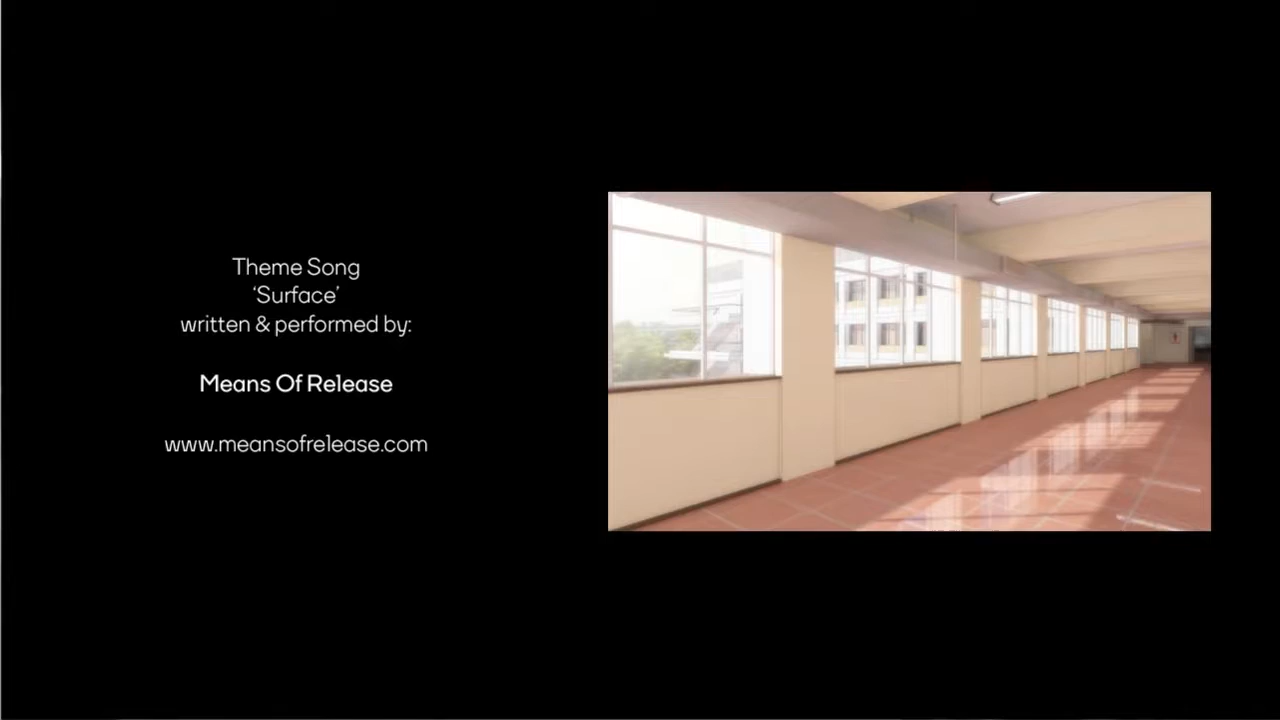 Theme Song
‘Surface’
written & performed by:
Means Of Release
www.meansofrelease.com